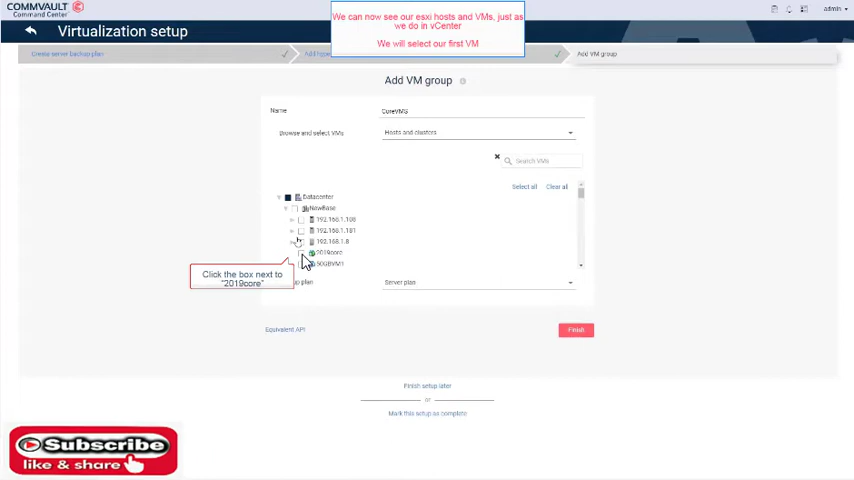 COMMVAULT
Command Center
admin
Virtualization setup
We can now see our esxi hosts and VMs, just as
we do in vCenter
We will select our first VM
Create server backup plan
Add VM group
Add VM group
Name
CoreVMS
Browse and select VMs
Hosts and clusters
Search VMs
Select all
Clear all
Datacenter
NewBase
192.168.1.108
192.168.1.181
192.168.1.8
2019core
50GBVM1
Click the box next to
"2019core"
Server plan
Equivalent API
Finish
Finish setup later
or
Mark this setup as complete
Subscribe
like & share